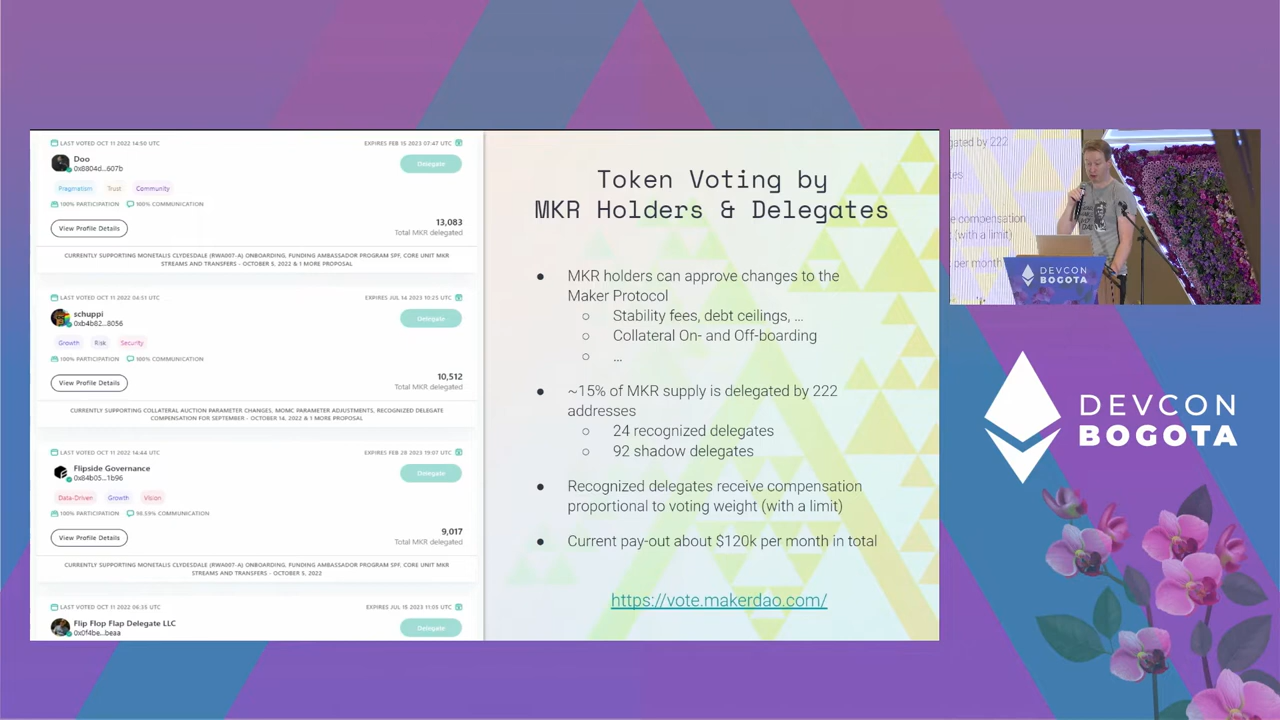 LAST VOTED OCT 11 2022 14:50 UTC
EXPIRES FEB 15 2023 07:47 UTC
Doo
0x8804d...607b
Delegate
Pragmatism Trust Community
100% PARTICIPATION 100% COMMUNICATION
View Profile Details
13,083
Total MKR delegated
CURRENTLY SUPPORTING MONETALIS CLYDESDALE (RWA007-A) ONBOARDING, FUNDING AMBASSADOR PROGRAM SPF, CORE UNIT MKR
STREAMS AND TRANSFERS - OCTOBER 5, 2022 & 1 MORE PROPOSAL
LAST VOTED OCT 11 2022 04:51 UTC
EXPIRES JUL 14 2023 10:25 UTC
schuppi
0xb4b82...8056
Delegate
Growth Risk Security
100% PARTICIPATION 100% COMMUNICATION
View Profile Details
10,512
Total MKR delegated
CURRENTLY SUPPORTING COLLATERAL AUCTION PARAMETER CHANGES, MOMC PARAMETER ADJUSTMENTS, RECOGNIZED DELEGATE
COMPENSATION FOR SEPTEMBER - OCTOBER 14, 2022 & 1 MORE PROPOSAL
LAST VOTED OCT 11 2022 14:44 UTC
EXPIRES FEB 28 2023 19:07 UTC
Flipside Governance
0x84b05...1b96
Delegate
Data-Driven Growth Vision
100% PARTICIPATION 98.59% COMMUNICATION
View Profile Details
9,017
Total MKR delegated
CURRENTLY SUPPORTING MONETALIS CLYDESDALE (RWA007-A) ONBOARDING, FUNDING AMBASSADOR PROGRAM SPF, CORE UNIT MKR
STREAMS AND TRANSFERS - OCTOBER 5, 2022
LAST VOTED OCT 11 2022 06:35 UTC
EXPIRES JUL 15 2023 11:05 UTC
Flip Flop Flap Delegate LLC
0x0f4be...beaa
Delegate
Token Voting by
MKR Holders & Delegates
● MKR holders can approve changes to the
Maker Protocol
○ Stability fees, debt ceilings, ...
○ Collateral On- and Off-boarding
○ ...
● ~15% of MKR supply is delegated by 222
addresses
○ 24 recognized delegates
○ 92 shadow delegates
● Recognized delegates receive compensation
proportional to voting weight (with a limit)
● Current pay-out about $120k per month in total
https://vote.makerdao.com/
gated by 222
compensation
(with a limit)
per month
DEVCON
BOGOTA
DEVCON
BOGOTA